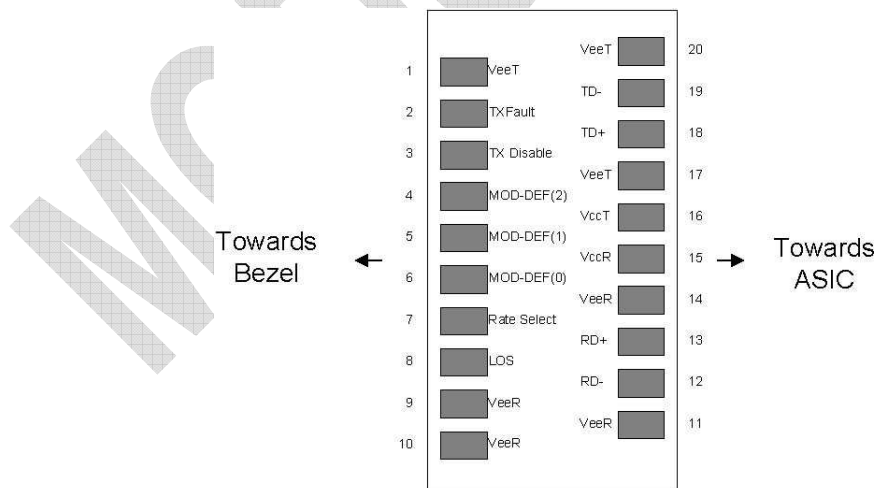 VeeT 20
1 VeeT
TD- 19
2 TXFault
TD+ 18
3 TX Disable
VeeT 17
4 MOD-DEF(2)
VccT 16
Towards
Bezel
5 MOD-DEF(1)
VccR 15
Towards
ASIC
6 MOD-DEF(0)
VeeR 14
7 Rate Select
RD+ 13
8 LOS
RD- 12
9 VeeR
VeeR 11
10 VeeR